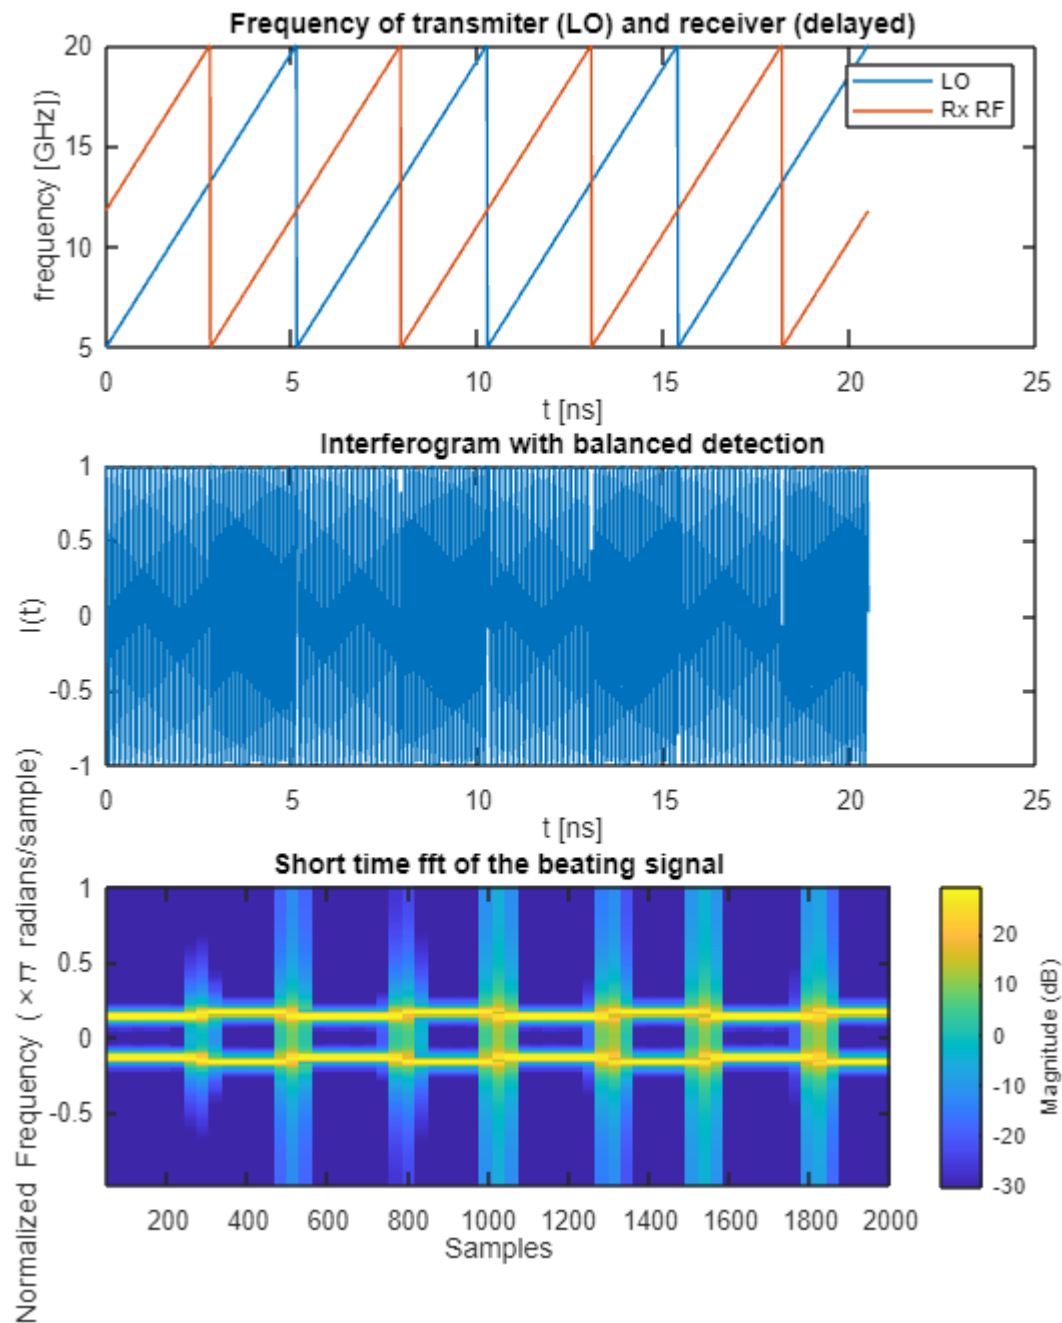 Frequency of transmiter (LO) and receiver (delayed)
20
15
10
5
frequency [GHz])
LO
Rx RF
0 5 10 15 20 25
t [ns]
Interferogram with balanced detection
1
0.5
0
-0.5
-1
I(t)
0 5 10 15 20 25
t [ns]
Short time fft of the beating signal
Normalized Frequency (×π radians/sample)
1
0.5
0
-0.5
200 400 600 800 1000 1200 1400 1600 1800 2000
Samples
20
10
0
-10
-20
-30
Magnitude (dB)